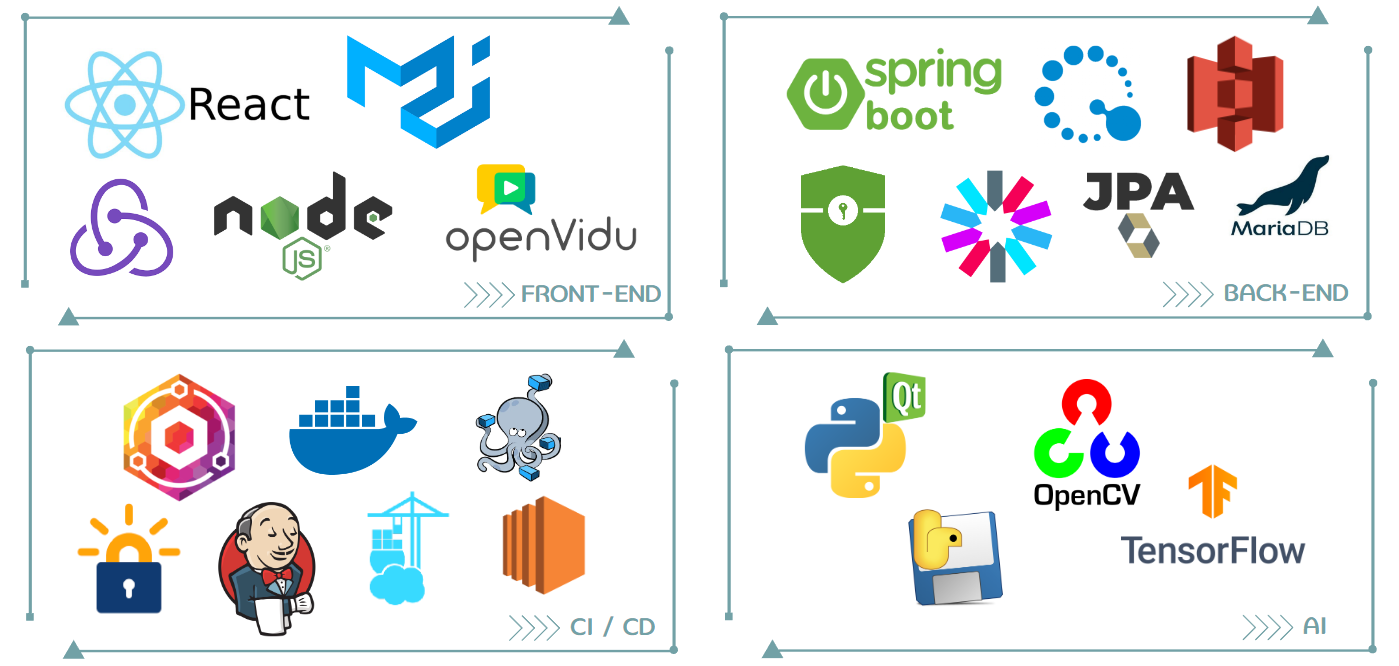 React
node
JS
®
openVidu
FRONT-END
spring
boot
JPA
MariaDB
BACK-END
CI / CD
Qt
OpenCV
TensorFlow
AI